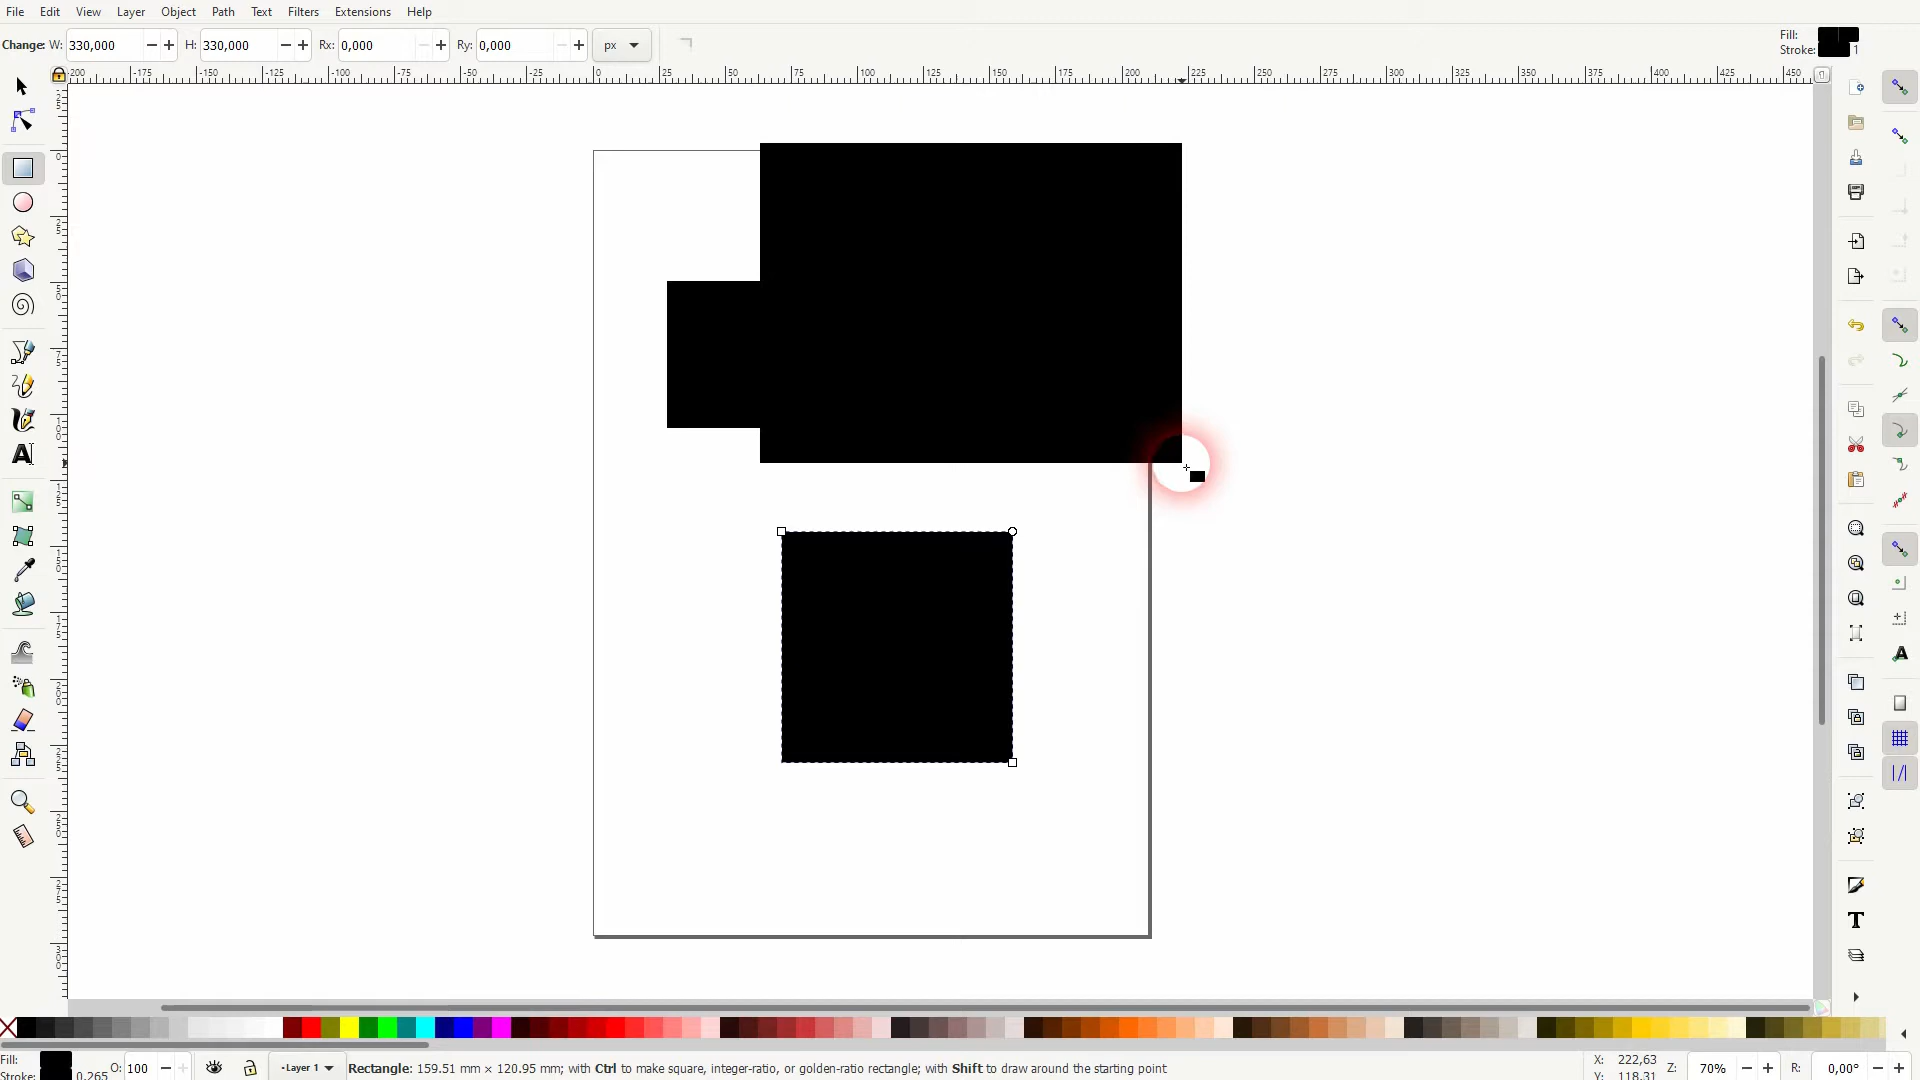 File Edit View Layer Object Path Text Filters Extensions Help
Change: W: 330,000 H: 330,000 Rx: 0,000 Ry: 0,000 px
Fill:
Stroke: 1
200 -175 -150 -125 -100 -75 -50 -25 0 25 50 75 100 125 150 175 200 225 250 275 300 325 350 375 400 425 450
Fill:
Stroke: 0,265
O: 100
Layer 1
Rectangle: 159.51 mm × 120.95 mm; with Ctrl to make square, integer-ratio, or golden-ratio rectangle; with Shift to draw around the starting point
X: 222,63
Y: 118,31
Z: 70%
R: 0,00°